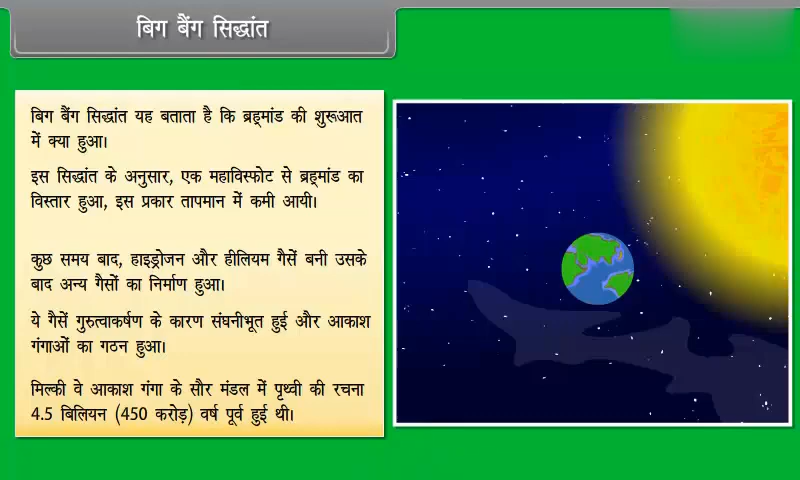 बिग बैंग सिद्धांत
बिग बैंग सिद्धांत यह बताता है कि ब्रह्मांड की शुरूआत
में क्या हुआ।
इस सिद्धांत के अनुसार, एक महाविस्फोट से ब्रह्मांड का
विस्तार हुआ, इस प्रकार तापमान में कमी आयी।
कुछ समय बाद, हाइड्रोजन और हीलियम गैसें बनी उसके
बाद अन्य गैसों का निर्माण हुआ।
ये गैसें गुरुत्वाकर्षण के कारण संघनीभूत हुई और आकाश
गंगाओं का गठन हुआ।
मिल्की वे आकाश गंगा के सौर मंडल में पृथ्वी की रचना
4.5 बिलियन (450 करोड़) वर्ष पूर्व हुई थी।